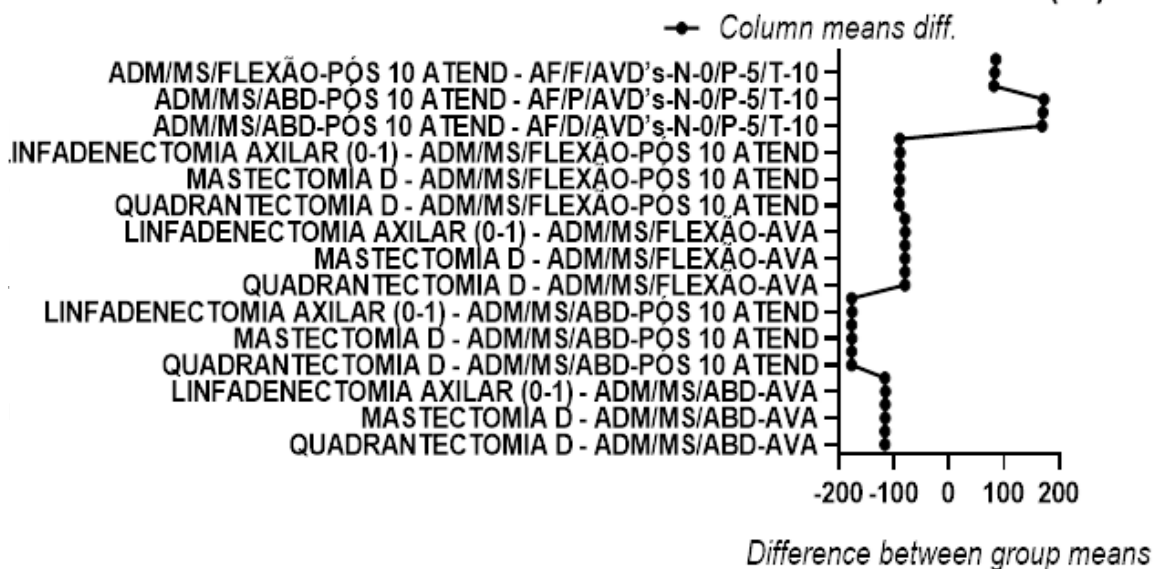 Column means diff.
ADM/MS/FLEXÃO-PÓS 10 ATEND - AF/F/AVD's-N-0/P-5/T-10
ADM/MS/ABD-PÓS 10 ATEND - AF/P/AVD's-N-0/P-5/T-10
ADM/MS/ABD-PÓS 10 ATEND - AF/D/AVD's-N-0/P-5/T-10
INFADENECTOMIA AXILAR (0-1) - ADM/MS/FLEXÃO-PÓS 10 ATEND
MASTECTOMIA D - ADM/MS/FLEXÃO-PÓS 10 ATEND
QUADRANTECTOMIA D - ADM/MS/FLEXÃO-PÓS 10 ATEND
LINFADENECTOMIA AXILAR (0-1) - ADM/MS/FLEXÃO-AVA
MASTECTOMIA D - ADM/MS/FLEXÃO-AVA
QUADRANTECTOMIA D - ADM/MS/FLEXÃO-AVA
LINFADENECTOMIA AXILAR (0-1) - ADM/MS/ABD-PÓS 10 ATEND
MASTECTOMIA D - ADM/MS/ABD-PÓS 10 ATEND
QUADRANTECTOMIA D - ADM/MS/ABD-PÓS 10 ATEND
LINFADENECTOMIA AXILAR (0-1) - ADM/MS/ABD-AVA
MASTECTOMIA D - ADM/MS/ABD-AVA
QUADRANTECTOMIA D - ADM/MS/ABD-AVA
-200 -100 0 100 200
Difference between group means